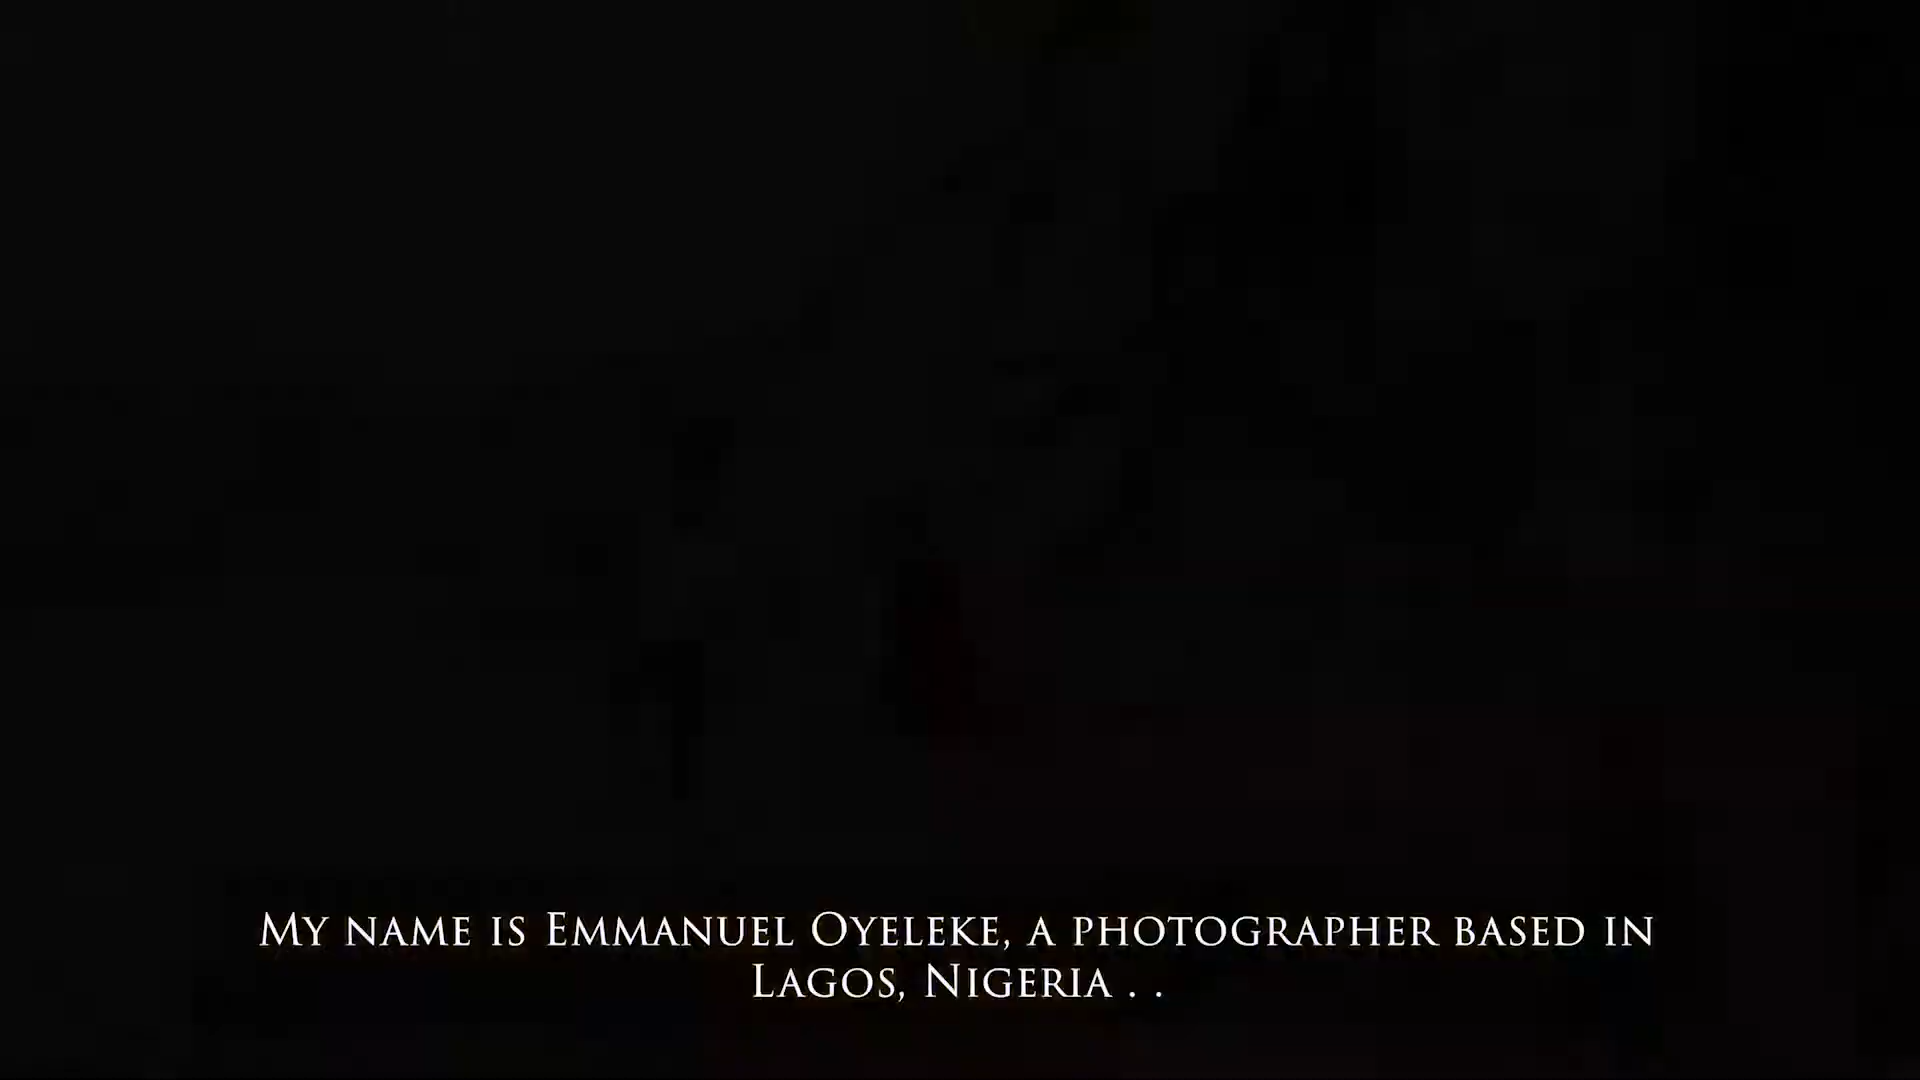 My name is Emmanuel Oyeleke, a photographer based in
Lagos, Nigeria . .